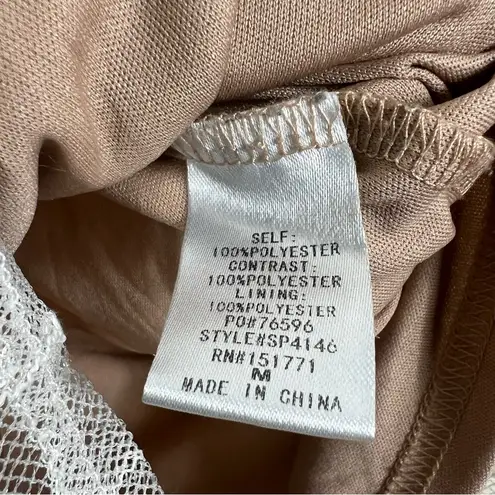 SELF:
100%POLYESTER
CONTRAST:
100%POLYESTER
LINING:
100%POLYESTER
PO#76596
STYLE#SP4146
RN#151771
M
MADE IN CHINA